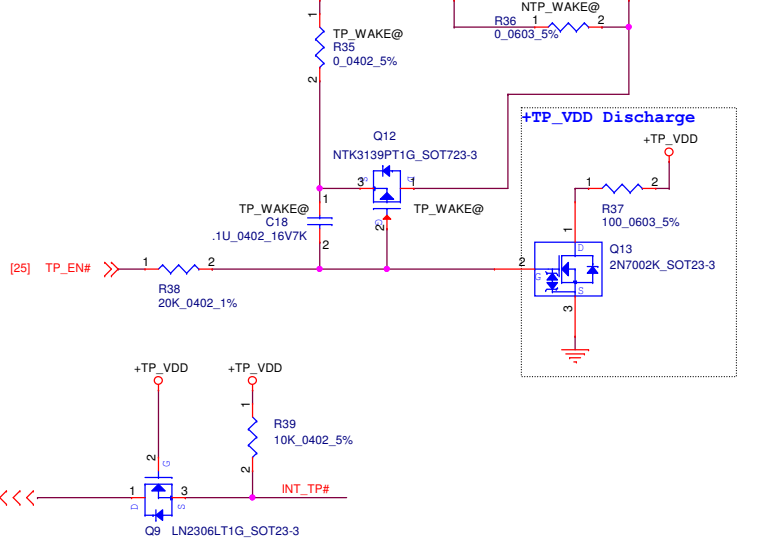 NTP_WAKE@
R36 1 2
0_0603_5%
1
TP_WAKE@
R35
0_0402_5%
2
+TP_VDD Discharge
+TP_VDD
Q12
NTK3139PT1G_SOT723-3
3 S D 1
G
2
TP_WAKE@
1 2
R37
100_0603_5%
TP_WAKE@
1
C18
.1U_0402_16V7K
2
1
D
Q13
2N7002K_SOT23-3
2
G
S
3
[25] TP_EN# 1 2
R38
20K_0402_1%
+TP_VDD +TP_VDD
1
R39
10K_0402_5%
2
2
G
1 3
D S
INT_TP#
Q9 LN2306LT1G_SOT23-3